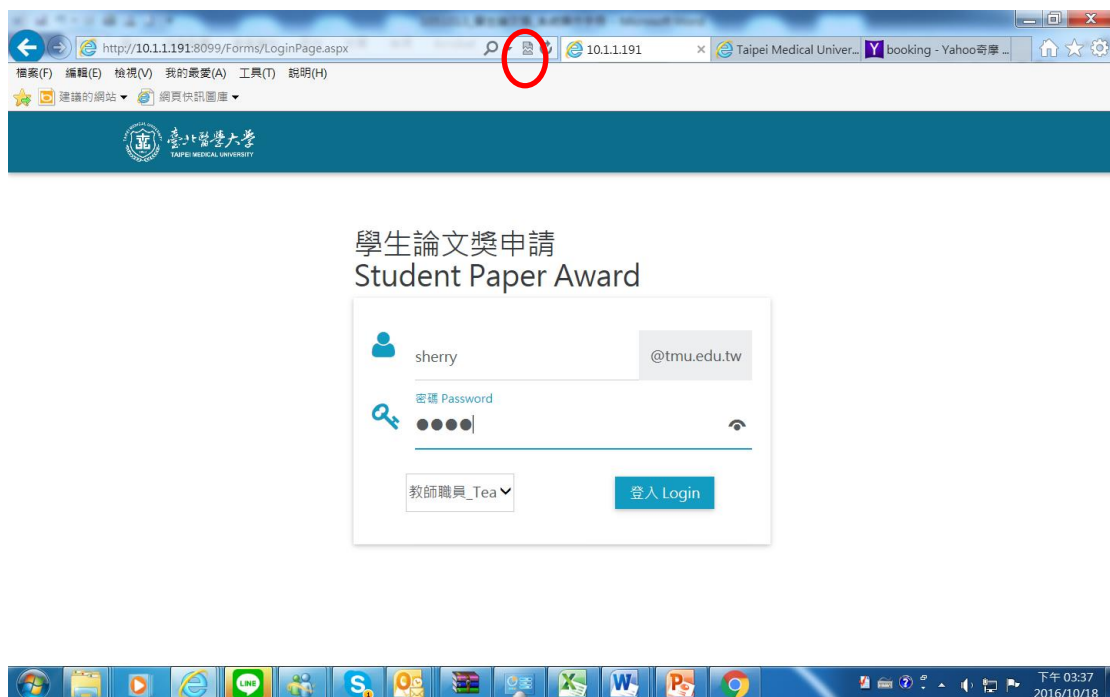 http://10.1.1.191:8099/Forms/LoginPage.aspx
10.1.1.191
Taipei Medical Univer...
booking - Yahoo奇摩 ...
檔案(F) 編輯(E) 檢視(V) 我的最愛(A) 工具(T) 說明(H)
建議的網站 網頁快訊圖庫
臺北醫學大學
TAIPEI MEDICAL UNIVERSITY
學生論文獎申請
Student Paper Award
sherry @tmu.edu.tw
密碼 Password
教師職員_Tea
登入 Login
下午 03:37
2016/10/18